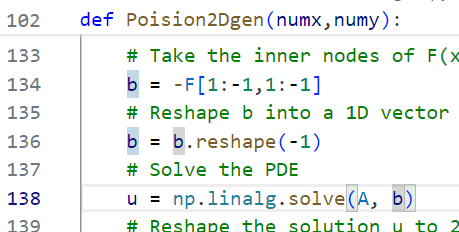 102 def Poision2Dgen(numx,numy):
133 # Take the inner nodes of F(x
134 b = -F[1:-1,1:-1]
135 # Reshape b into a 1D vector
136 b = b.reshape(-1)
137 # Solve the PDE
138 u = np.linalg.solve(A, b)
139 # Reshape the solution u to 2